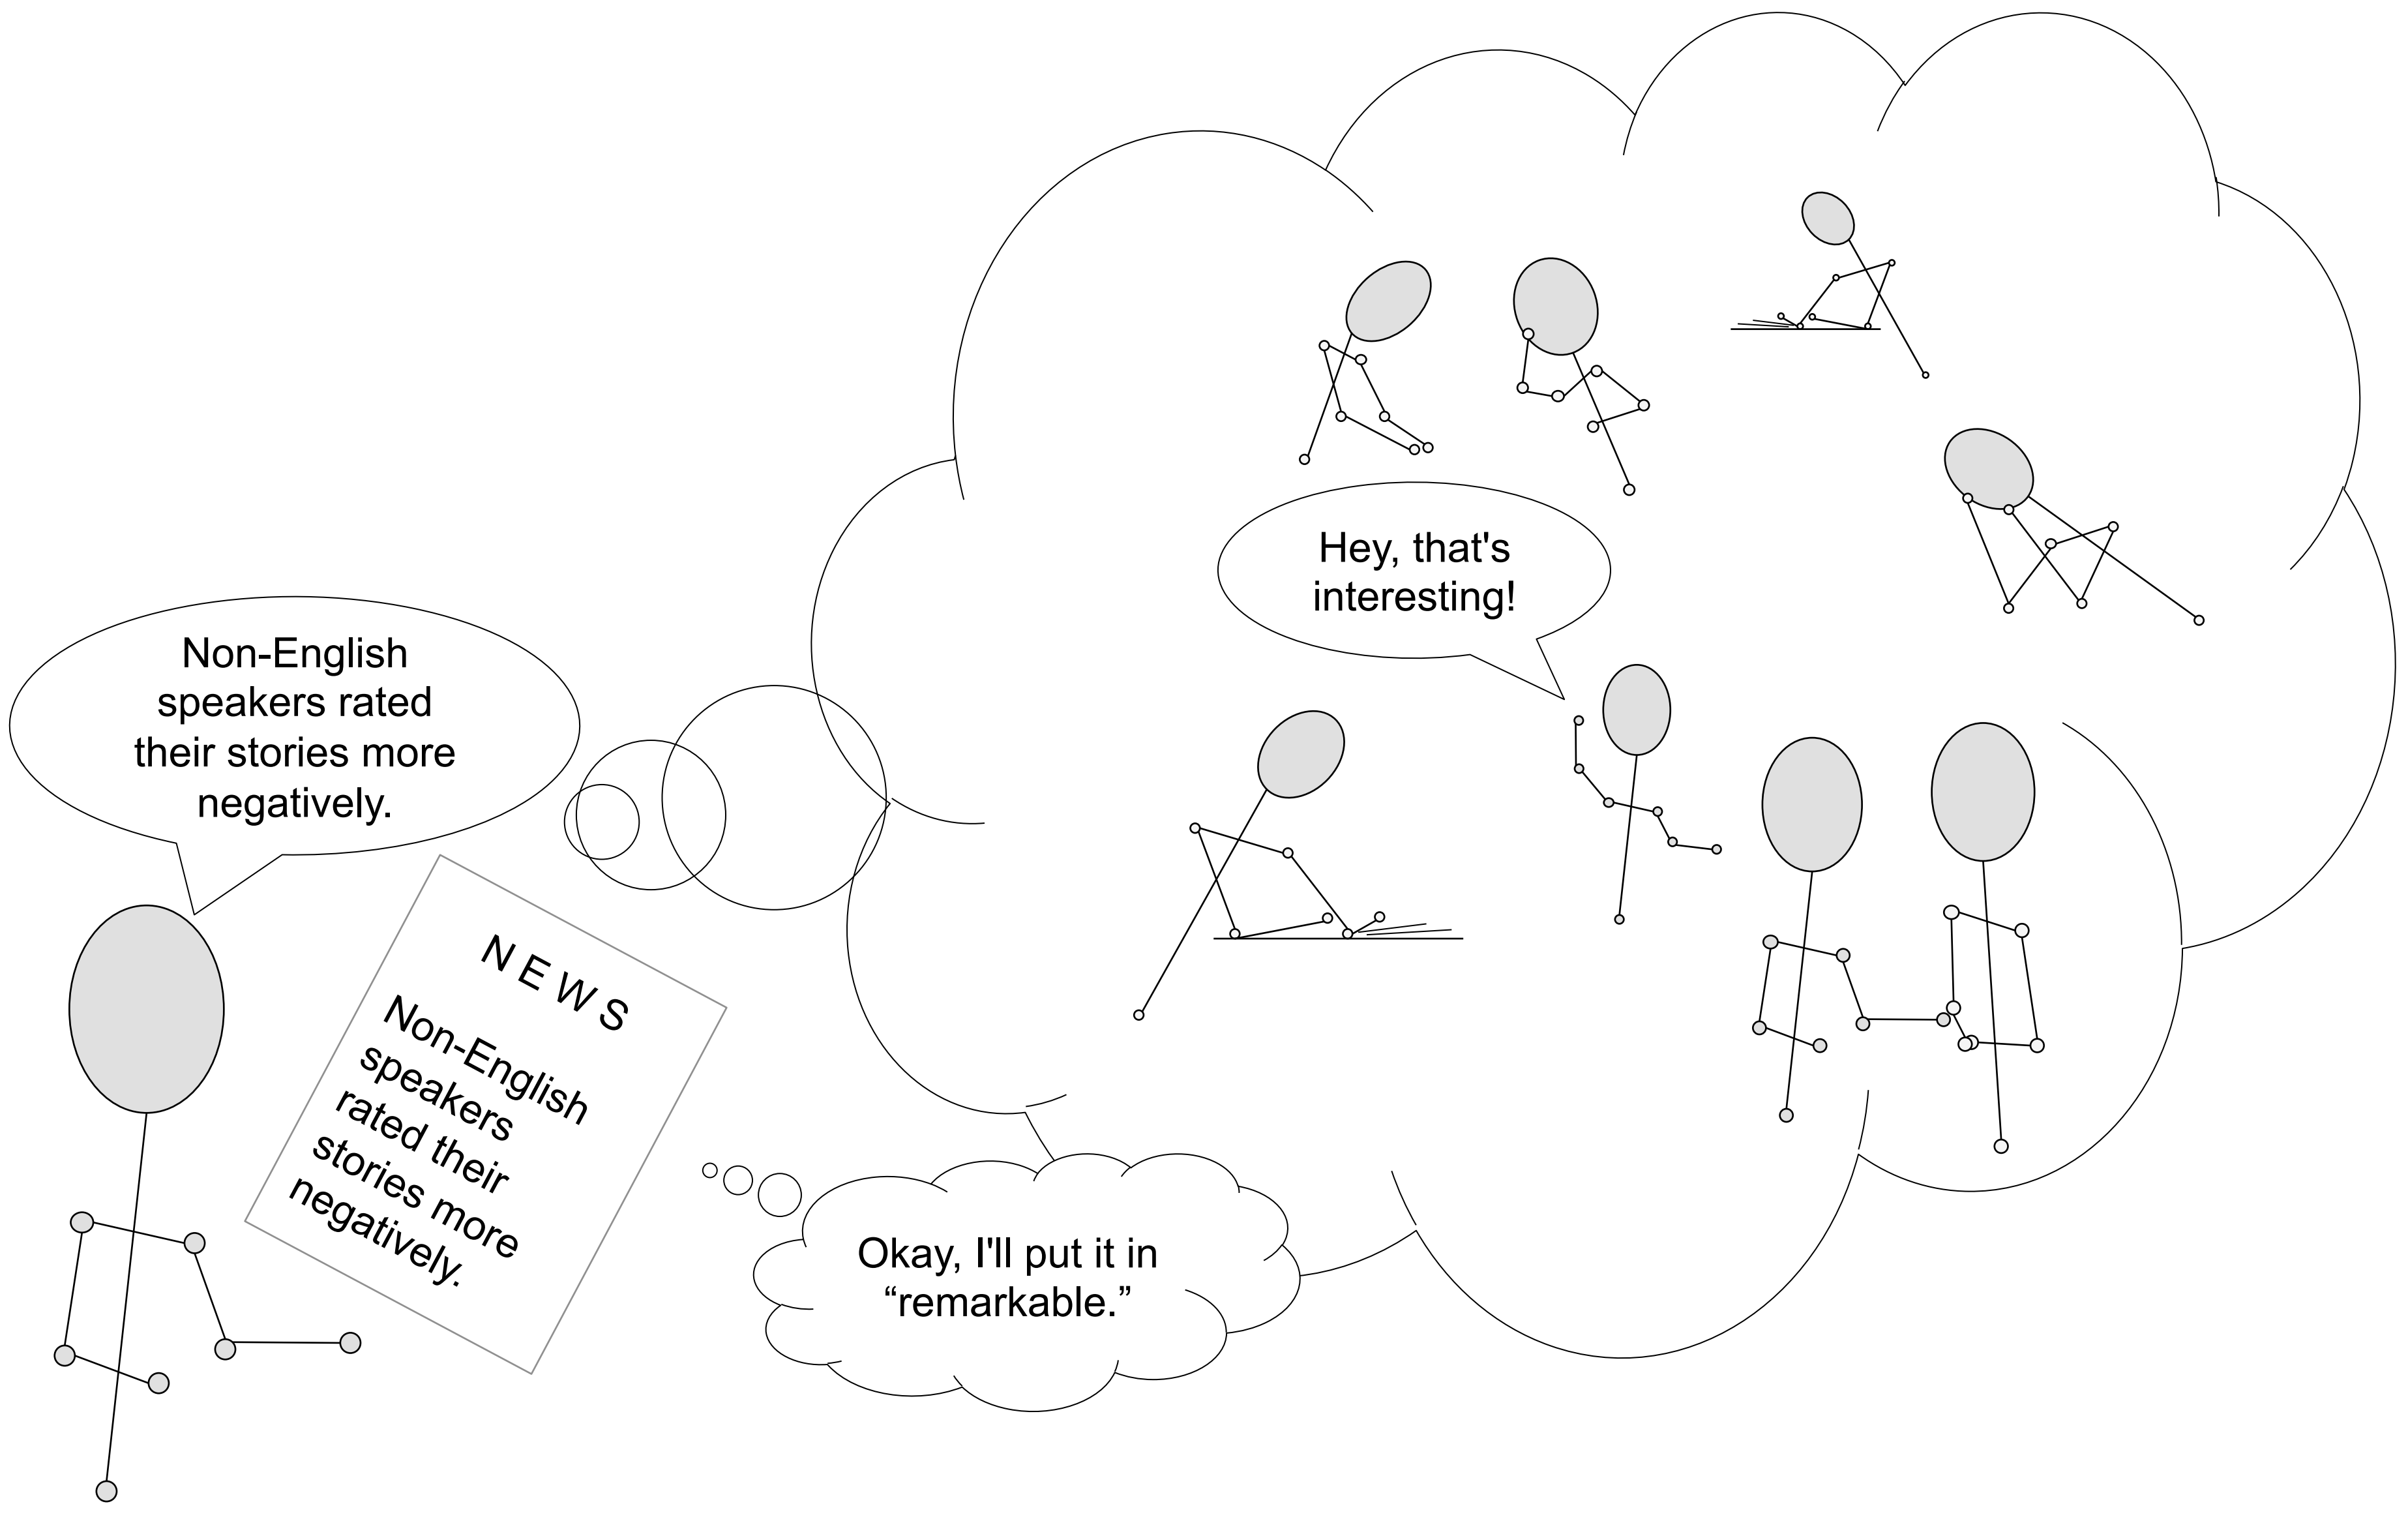 Non-English
speakers rated
their stories more
negatively.
N E W S
Non-English
speakers
rated their
stories more
negatively.
Hey, that's
interesting!
Okay, I'll put it in
“remarkable.”